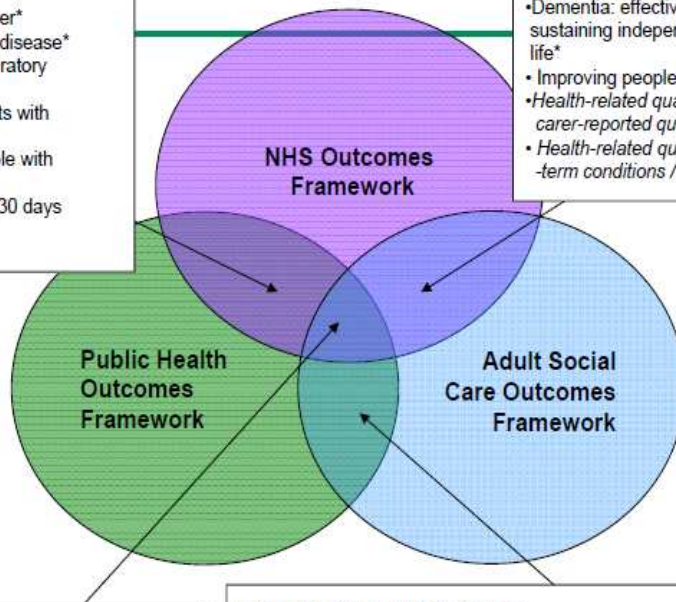 er*
disease*
ratory
ts with
le with
30 days
•Dementia: effectiv
sustaining indeper
life*
• Improving people
•Health-related qua
carer-reported qu
• Health-related qu
-term conditions /
NHS Outcomes
Framework
Public Health
Outcomes
Framework
Adult Social
Care Outcomes
Framework